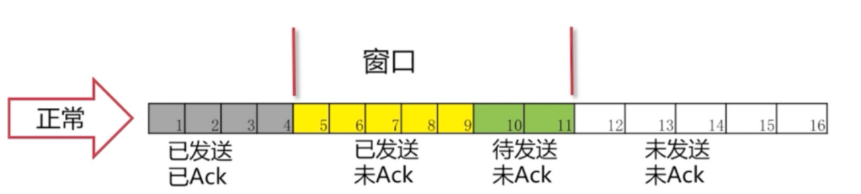 窗口
正常
1 2 3 4 5 6 7 8 9 10 11 12 13 14 15 16
已发送 已发送 待发送 未发送
已Ack 未Ack 未Ack 未Ack